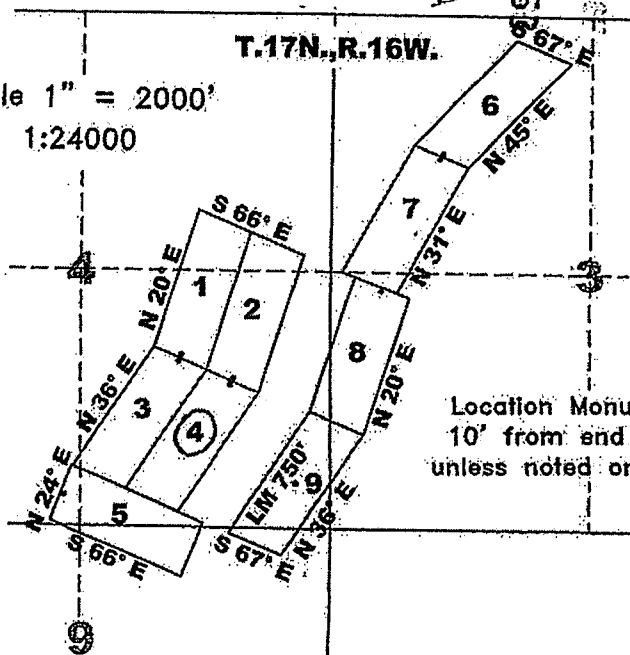 T.17N.,R.16W.
le 1" = 2000'
1:24000
S 67° E
6
N 45° E
7
N 31° E
S 66° E
4
3
N 20° E
1
2
8
N 20° E
N 36° E
3
4
Location Monu
10' from end
unless noted o
LM 750'
9
N 36° E
N 24° E
5
S 66° E
S 67° E
9